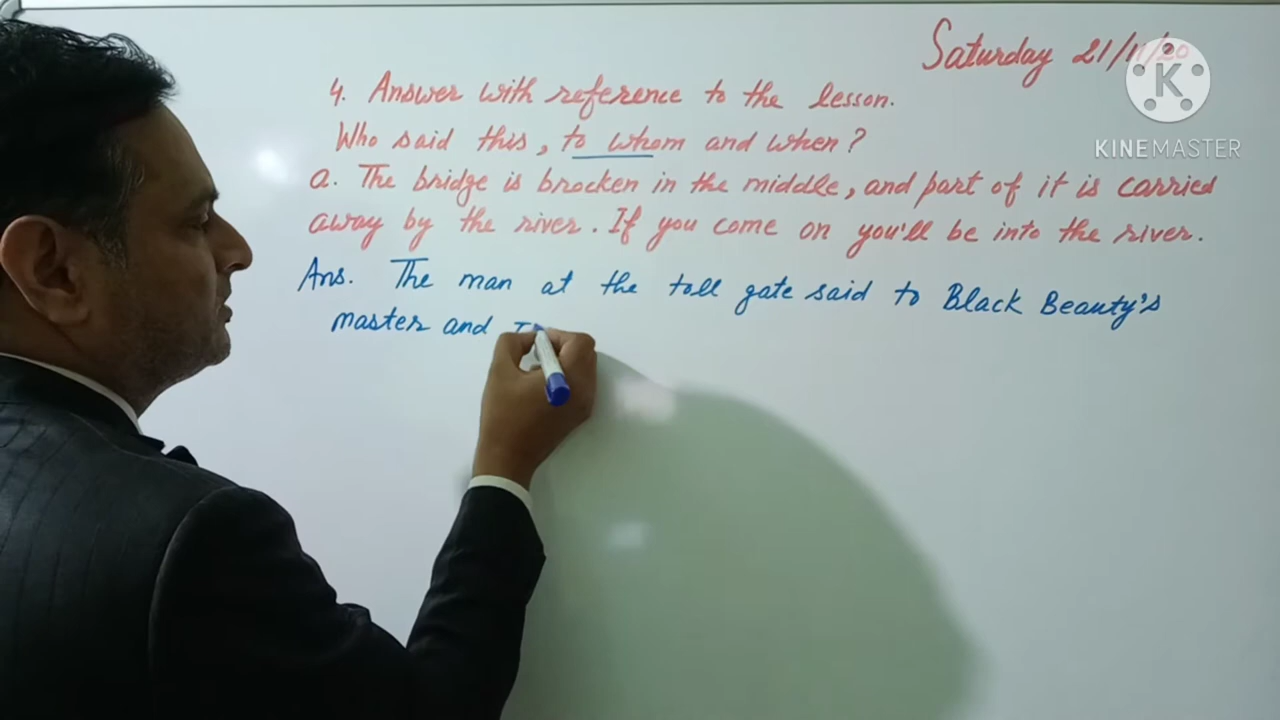 Saturday 21/11/20
4. Answer with reference to the lesson.
Who said this, to whom and when?
a. The bridge is brocken in the middle, and part of it is carried
away by the river. If you come on you'll be into the river.
Ans. The man at the toll gate said to Black Beauty's
master and
K
KINEMASTER